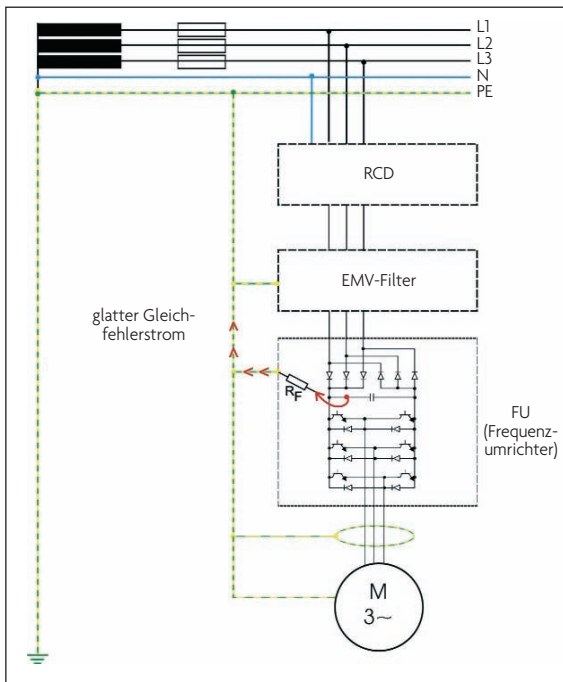 L1
L2
L3
N
PE
RCD
EMV-Filter
glatter Gleich-
fehlerstrom
RF
FU
(Frequenz-
umrichter)
M
3~